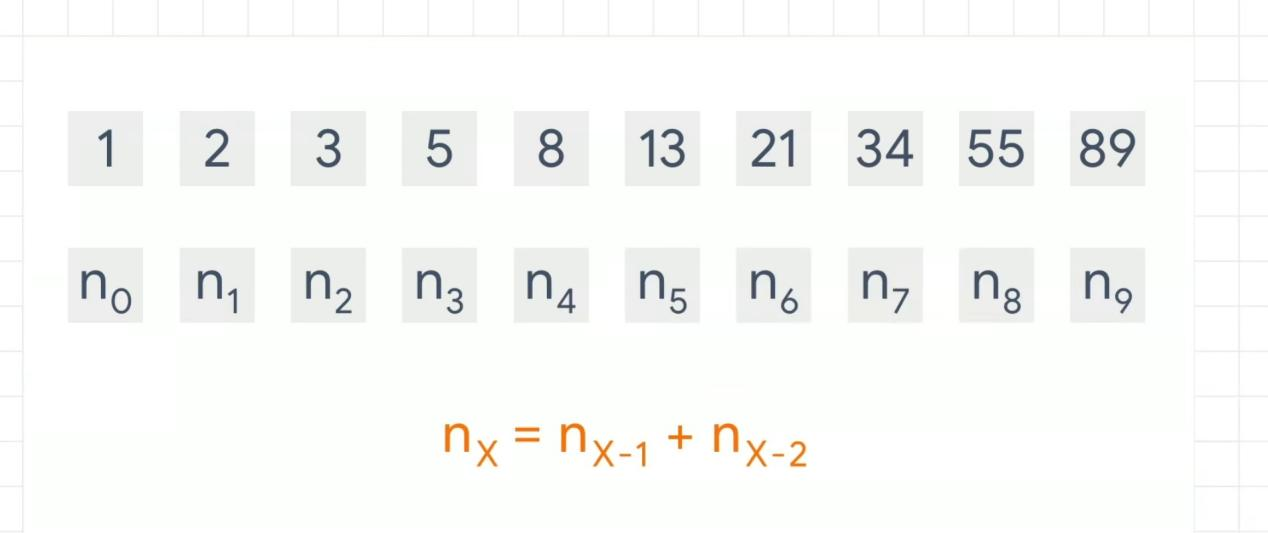 1 2 3 5 8 13 21 34 55 89
n₀ n₁ n₂ n₃ n₄ n₅ n₆ n₇ n₈ n₉
nₓ = nₓ₋₁ + nₓ₋₂